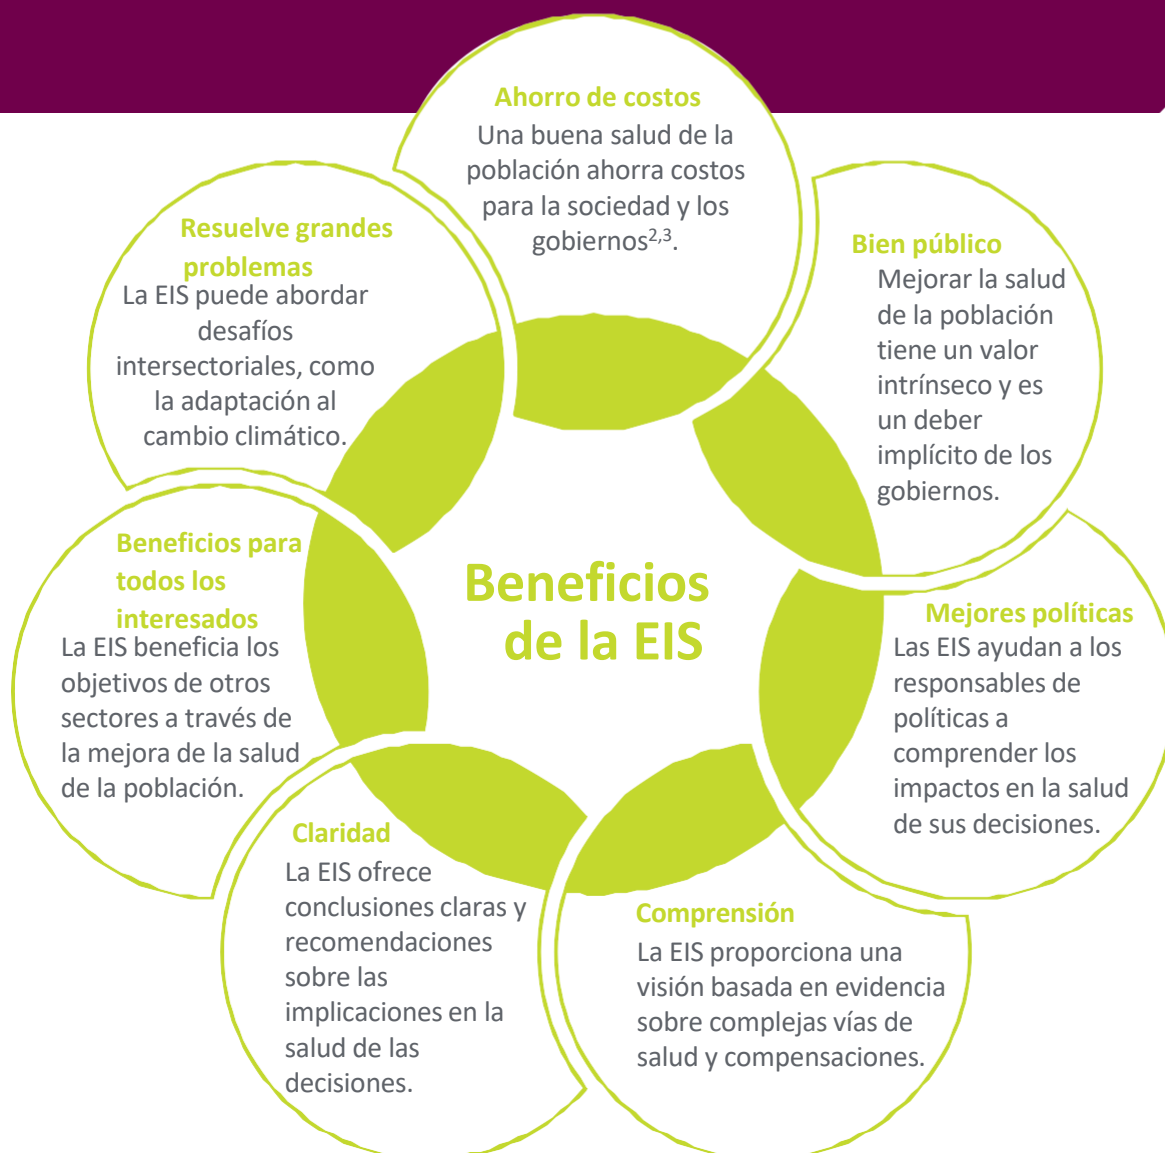 Ahorro de costos
Una buena salud de la
población ahorra costos
para la sociedad y los
gobiernos2,3.
Bien público
Mejorar la salud
de la población
tiene un valor
intrínseco y es
un deber
implícito de los
gobiernos.
Mejores políticas
Las EIS ayudan a los
responsables de
políticas a
comprender los
impactos en la salud
de sus decisiones.
Comprensión
La EIS proporciona una
visión basada en evidencia
sobre complejas vías de
salud y compensaciones.
Claridad
La EIS ofrece
conclusiones claras y
recomendaciones
sobre las
implicaciones en la
salud de las
decisiones.
Beneficios para
todos los
interesados
La EIS beneficia los
objetivos de otros
sectores a través de
la mejora de la salud
de la população.
Resuelve grandes
problemas
La EIS puede abordar
desafíos
intersectoriales, como
la adaptación al
cambio climático.
Beneficios
de la EIS